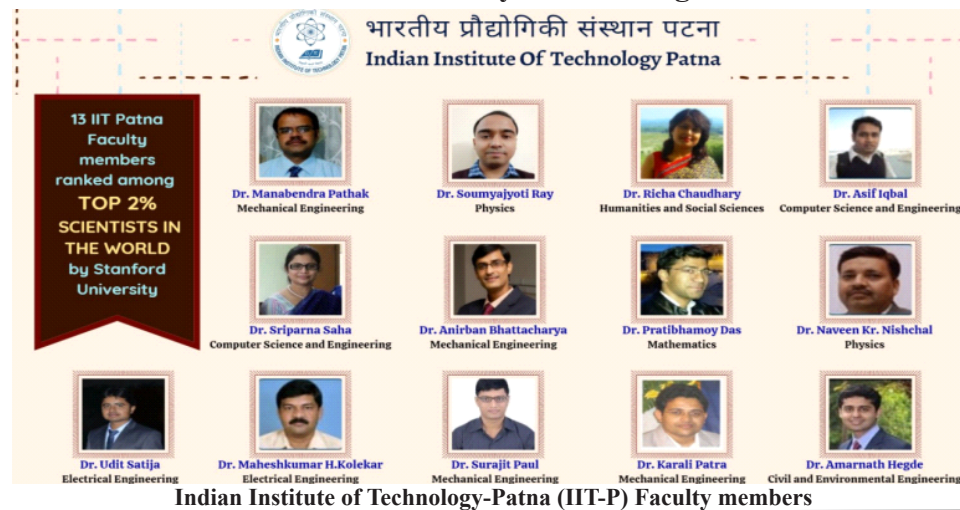 भारतीय प्रौद्योगिकी संस्थान पटना
Indian Institute Of Technology Patna
13 IIT Patna
Faculty
members
ranked among
TOP 2%
SCIENTISTS IN
THE WORLD
by Stanford
University
Dr. Manabendra Pathak
Mechanical Engineering
Dr. Soumyajyoti Ray
Physics
Dr. Richa Chaudhary
Humanities and Social Sciences
Dr. Asif Iqbal
Computer Science and Engineering
Dr. Sriparna Saha
Computer Science and Engineering
Dr. Anirban Bhattacharya
Mechanical Engineering
Dr. Pratibhamoy Das
Mathematics
Dr. Naveen Kr. Nishchal
Physics
Dr. Udit Satija
Electrical Engineering
Dr. Maheshkumar H.Kolekar
Electrical Engineering
Dr. Surajit Paul
Mechanical Engineering
Dr. Karali Patra
Mechanical Engineering
Dr. Amarnath Hegde
Civil and Environmental Engineering
Indian Institute of Technology-Patna (IIT-P) Faculty members